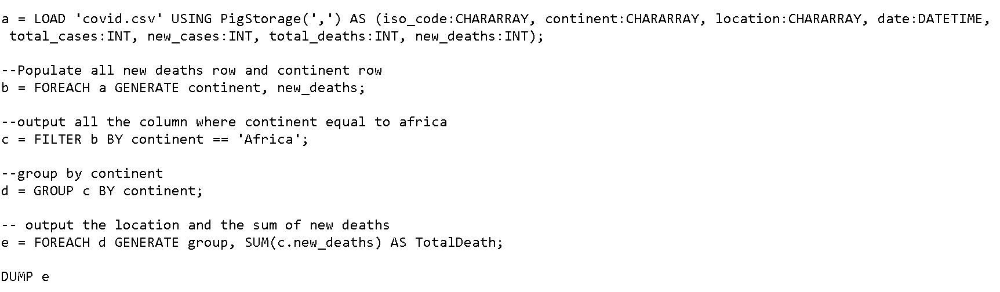 a = LOAD 'covid.csv' USING PigStorage(',') AS (iso_code:CHARARRAY, continent:CHARARRAY, location:CHARARRAY, date:DATETIME,
total_cases:INT, new_cases:INT, total_deaths:INT, new_deaths:INT);
--Populate all new deaths row and continent row
b = FOREACH a GENERATE continent, new_deaths;
--output all the column where continent equal to africa
c = FILTER b BY continent == 'Africa';
--group by continent
d = GROUP c BY continent;
-- output the location and the sum of new deaths
e = FOREACH d GENERATE group, SUM(c.new_deaths) AS TotalDeath;
DUMP e